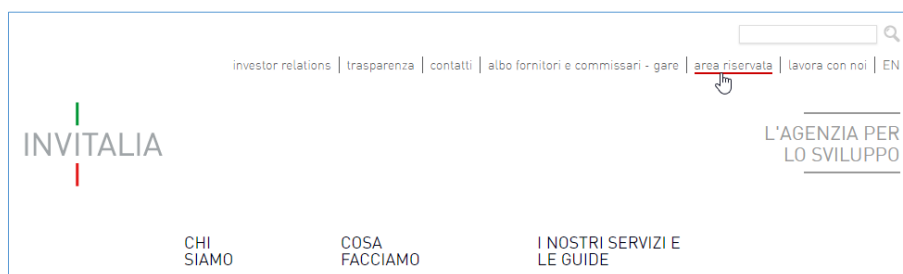 investor relations | trasparenza | contatti | albo fornitori e commissari - gare | area riservata | lavora con noi | EN
INVITALIA
L'AGENZIA PER
LO SVILUPPO
CHI
SIAMO
COSA
FACCIAMO
I NOSTRI SERVIZI E
LE GUIDE